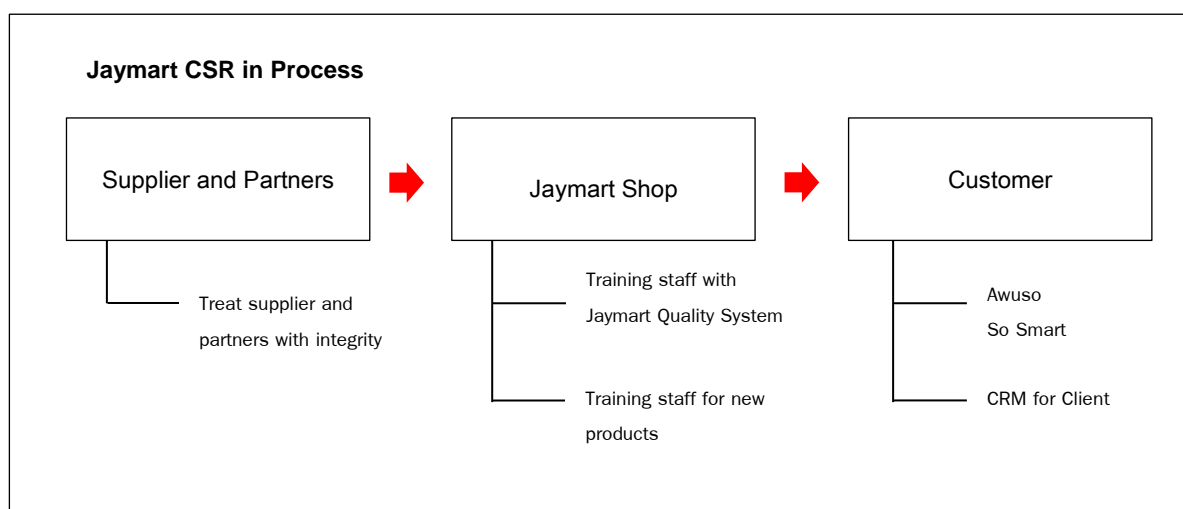 Jaymart CSR in Process
Supplier and Partners
Jaymart Shop
Customer
Treat supplier and
partners with integrity
Training staff with
Jaymart Quality System
Training staff for new
products
Awuso
So Smart
CRM for Client